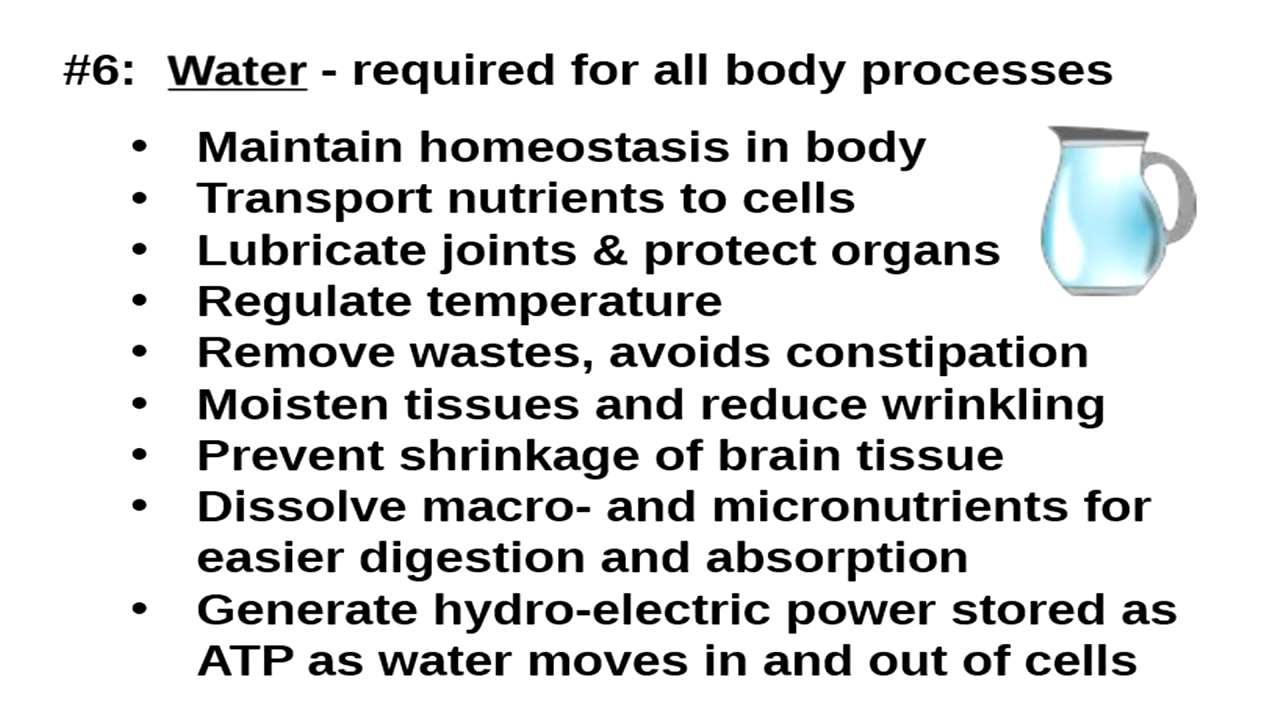 #6: Water - required for all body processes
• Maintain homeostasis in body
• Transport nutrients to cells
• Lubricate joints & protect organs
• Regulate temperature
• Remove wastes, avoids constipation
• Moisten tissues and reduce wrinkling
• Prevent shrinkage of brain tissue
• Dissolve macro- and micronutrients for
easier digestion and absorption
• Generate hydro-electric power stored as
ATP as water moves in and out of cells